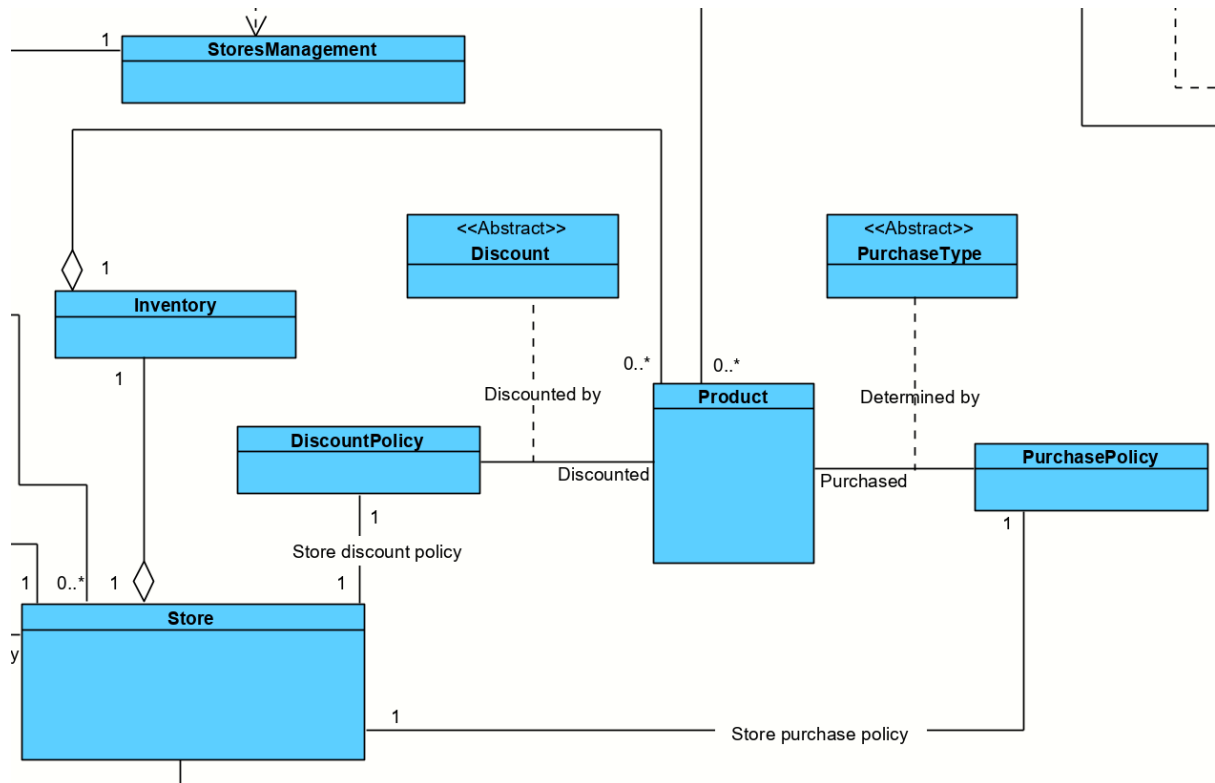 1
StoresManagement
<<Abstract>>
Discount
<<Abstract>>
PurchaseType
1
Inventory
1
0..*
0..*
Discounted by
Product
Determined by
DiscountPolicy
PurchasePolicy
Discounted
Purchased
1
1
Store discount policy
1
0..*
1
1
Store
y
1
Store purchase policy